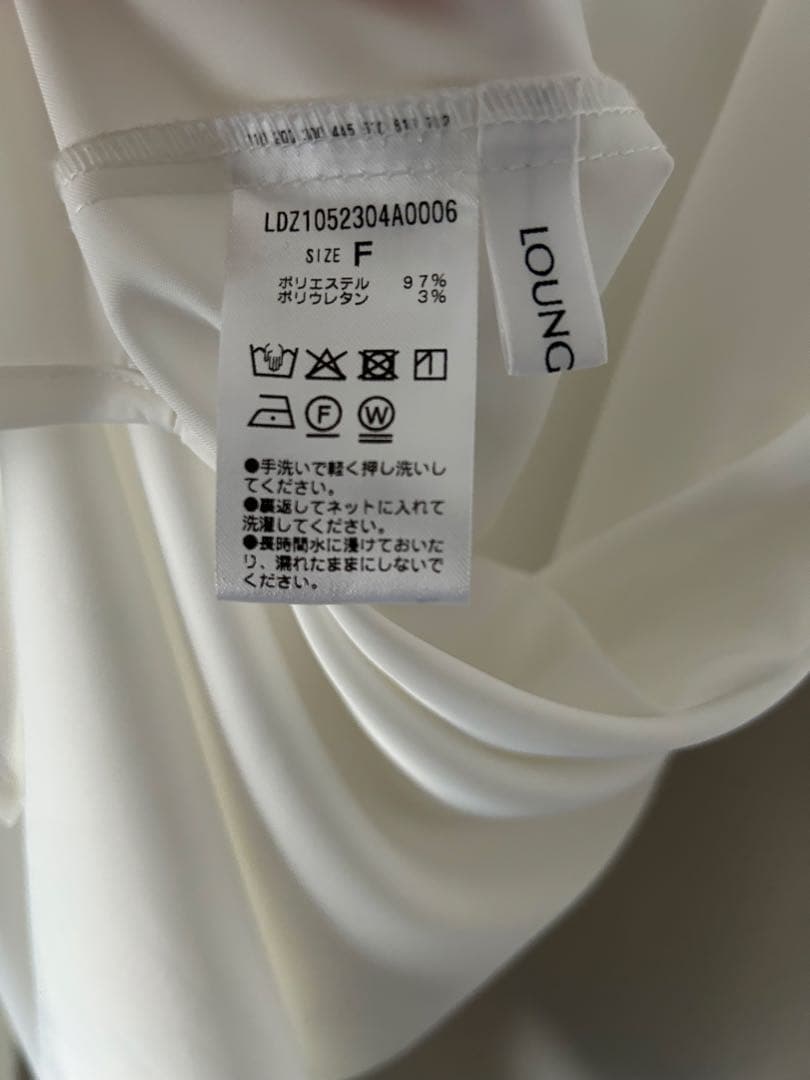 LDZ1052304A0006
SIZE F
ポリエステル 97%
ポリウレタン 3%
F W
●手洗いで軽く押し洗いし
てください。
●裏返してネットに入れて
洗濯してください。
●長時間水に浸けておいた
り、濡れたままにしないで
ください。
LOUNG